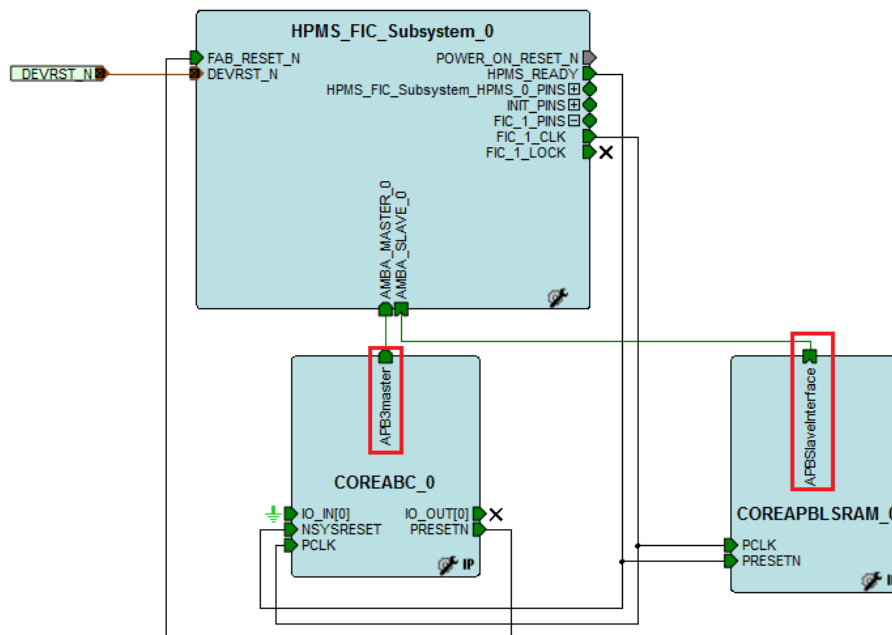 HPMS_FIC_Subsystem_0
FAB_RESET_N
DEVRST_N
DEVRST_N
POWER_ON_RESET_N
HPMS_READY
HPMS_FIC_Subsystem_HPMS_0_PINS
INIT_PINS
FIC_1_PINS
FIC_1_CLK
FIC_1_LOCK
AMBA_MASTER_0
AMBA_SLAVE_0
APB3master
COREABC_0
IO_IN[0]
NSYSRESET
PCLK
IO_OUT[0]
PRESETN
IP
APBSlaveInterface
COREAPBLSRAM_0
PCLK
PRESETN